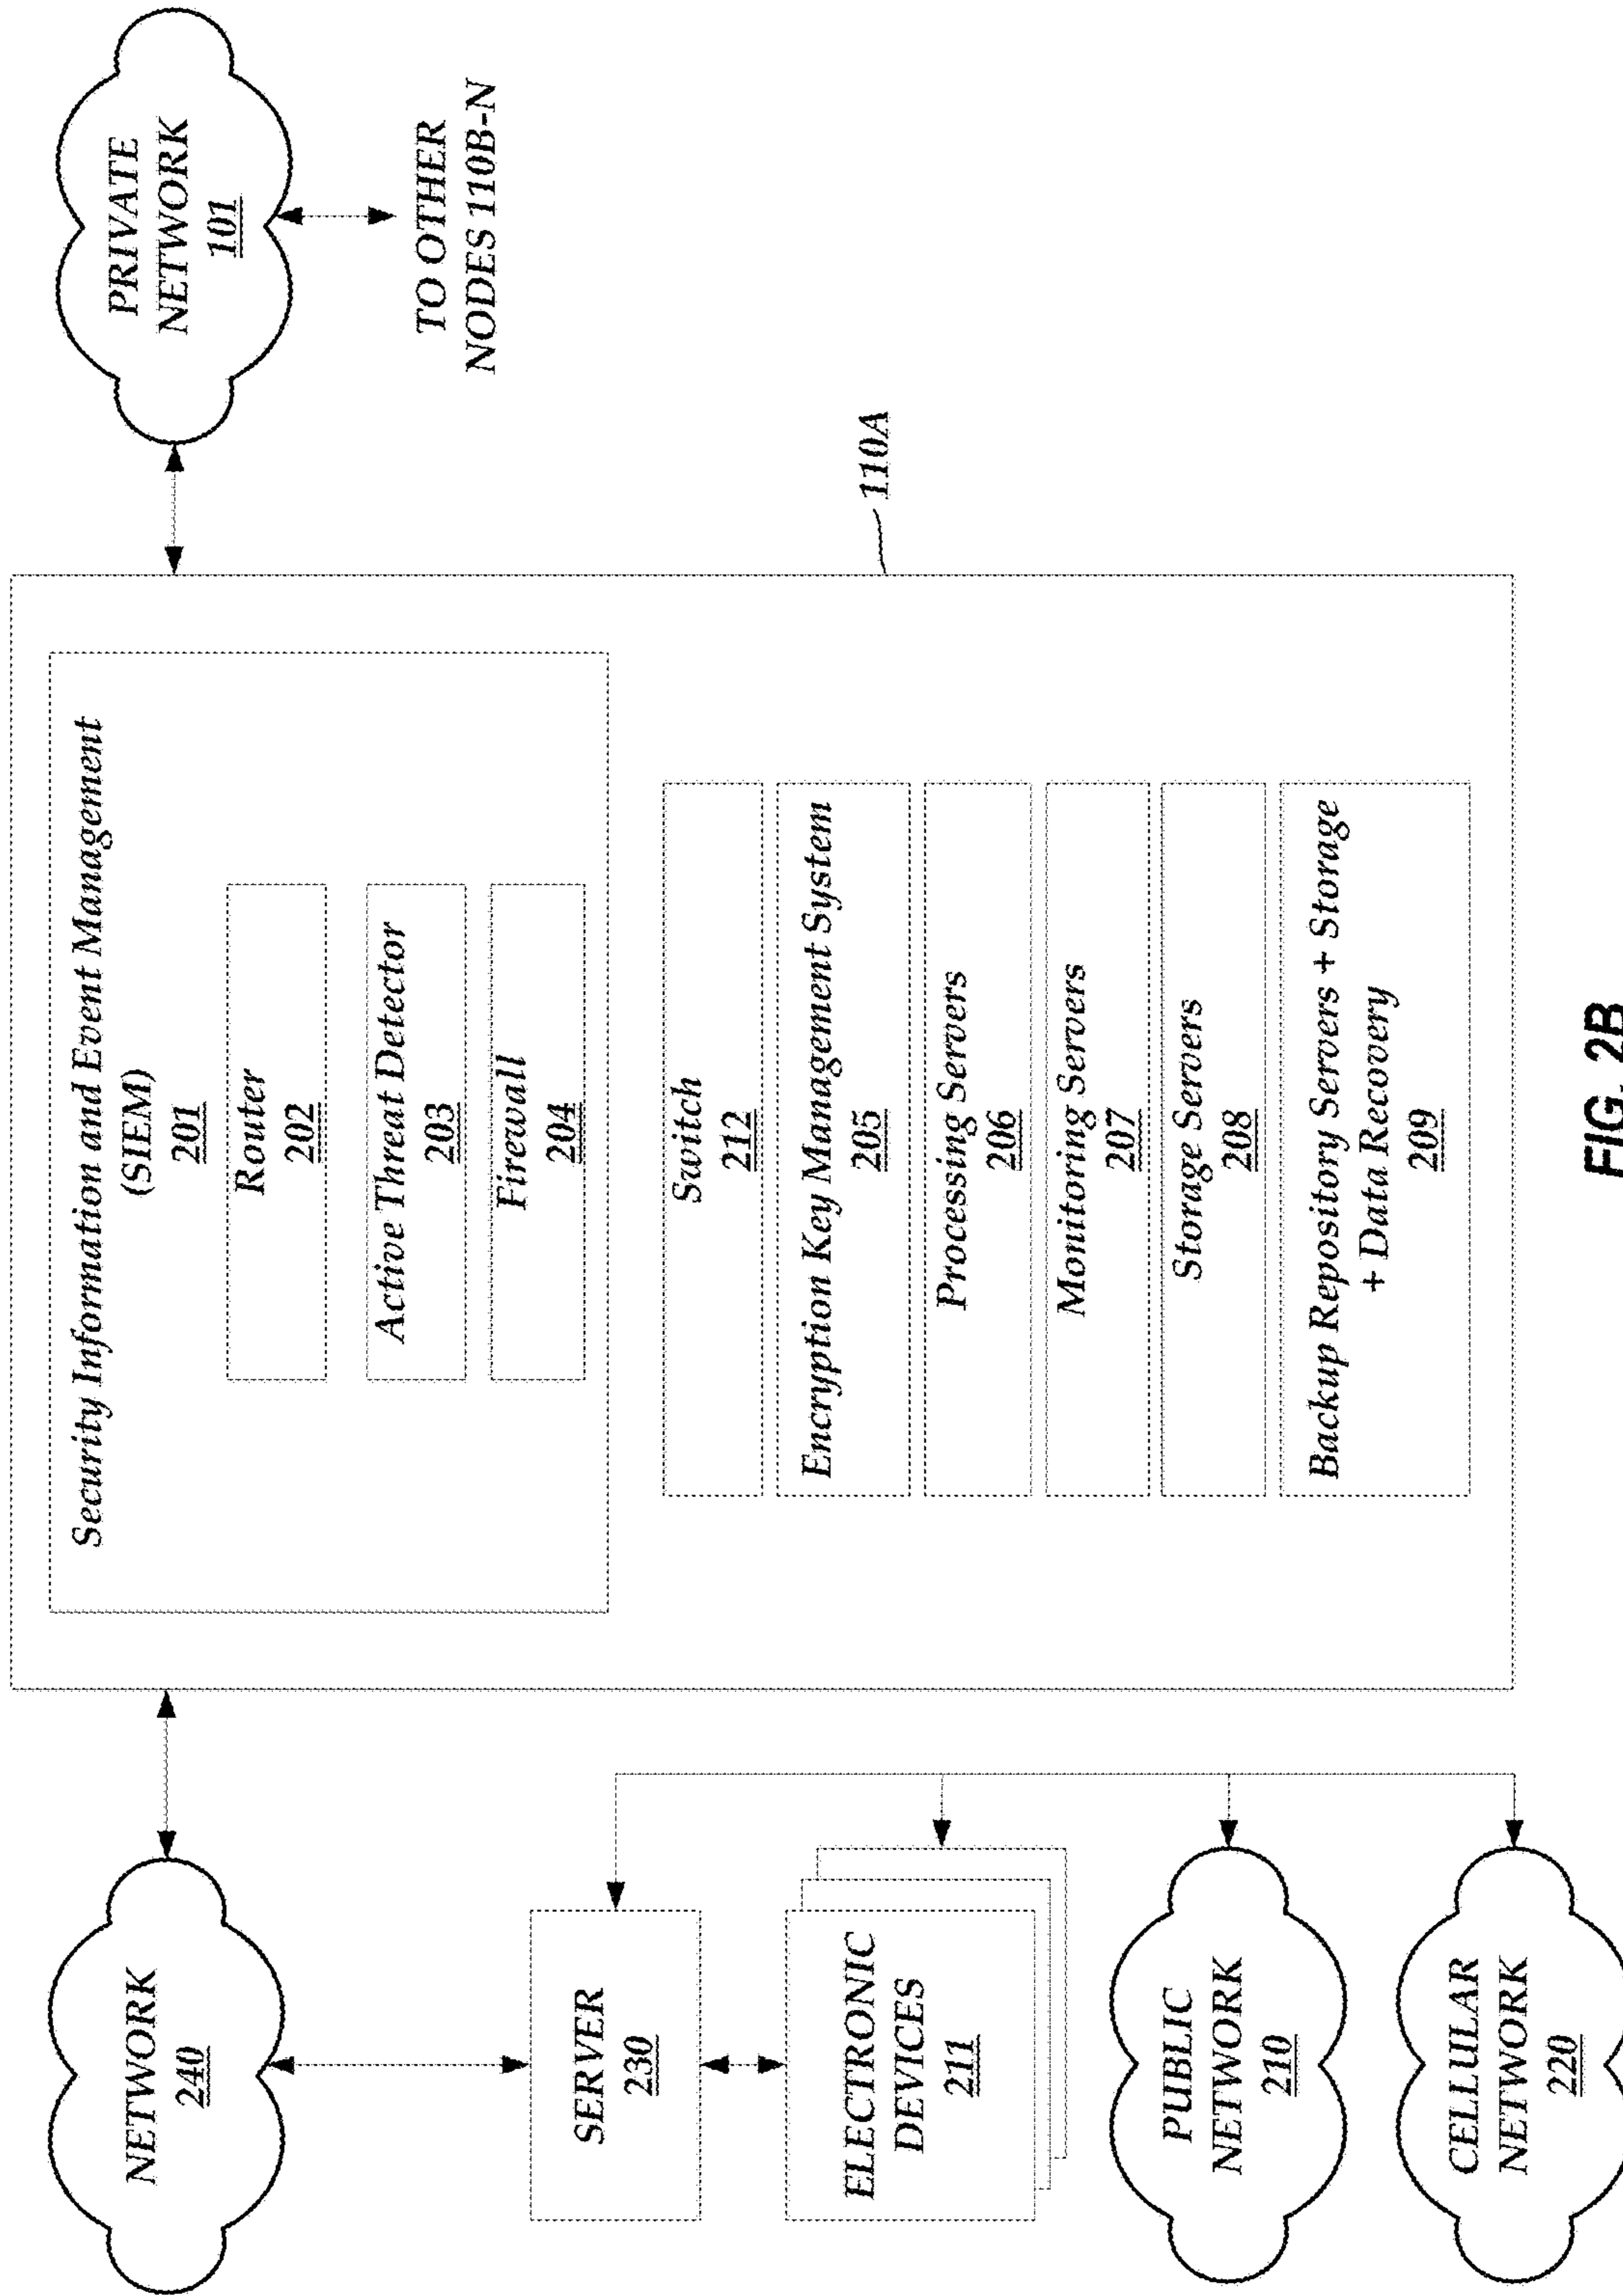 NETWORK
240
SERVER
230
ELECTRONIC
DEVICES
211
PUBLIC
NETWORK
210
CELLULAR
NETWORK
220
Security Information and Event Management
(SIEM)
201
Router
202
Active Threat Detector
203
Firewall
204
Switch
212
Encryption Key Management System
205
Processing Servers
206
Monitoring Servers
207
Storage Servers
208
Backup Repository Servers + Storage
+ Data Recovery
209
110A
PRIVATE
NETWORK
101
TO OTHER
NODES 110B-N
FIG. 2B